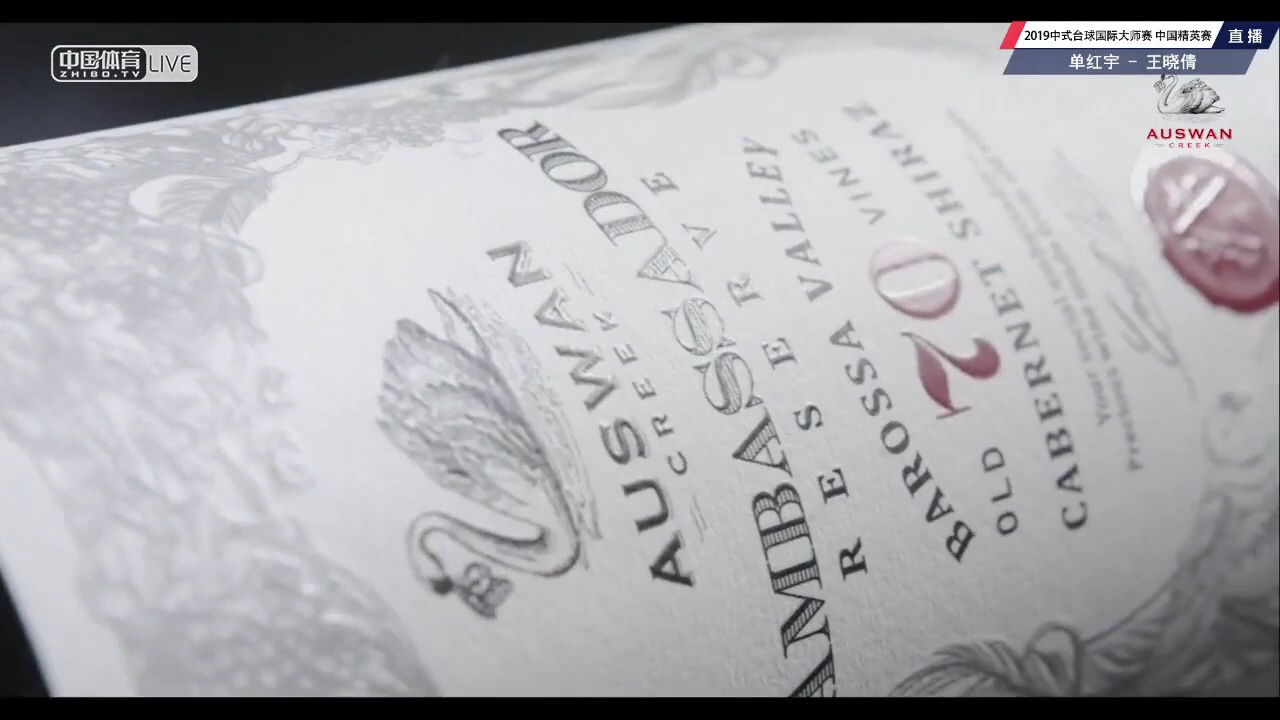 中国体育
ZHIBO.TV
LIVE
2019中式台球国际大师赛 中国精英赛
直播
单红宇 - 王晓倩
AUSWAN
CREEK
AUSWAN
CREEK
AMBASSADOR
RESERVE
BAROSSA VALLEY
OLD 20 VINES
CABERNET SHIRAZ